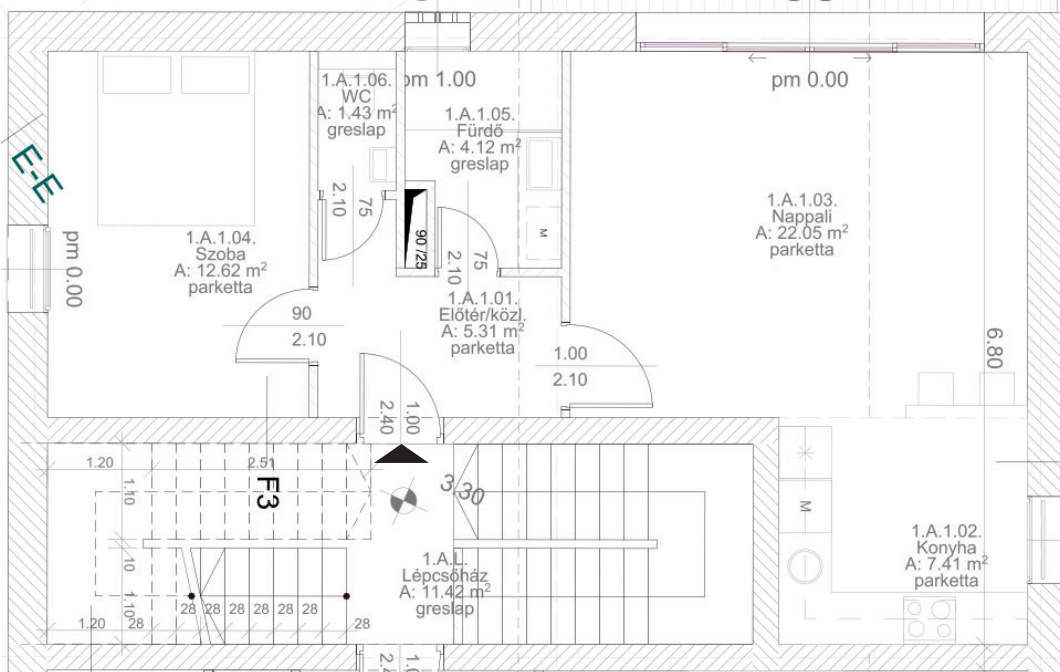 1.A.1.06.
WC
A: 1.43 m²
greslap
pm 1.00
1.A.1.05.
Fürdő
A: 4.12 m²
greslap
pm 0.00
1.A.1.03.
Nappali
A: 22.05 m²
parketta
E-E
pm 0.00
1.A.1.04.
Szoba
A: 12.62 m²
parketta
75
2.10
90 /25
75
2.10
M
1.A.1.01.
Előtér/közl.
A: 5.31 m²
parketta
90
2.10
1.00
2.10
6.80
1.00
2.40
1.20
2.51
1.10
F3
3.30
M
1.A.1.02.
Konyha
A: 7.41 m²
parketta
1.A.L.
Lépcsőház
A: 11.42 m²
greslap
10
1.10
28
28
28
28
28
28
1.20
28
28